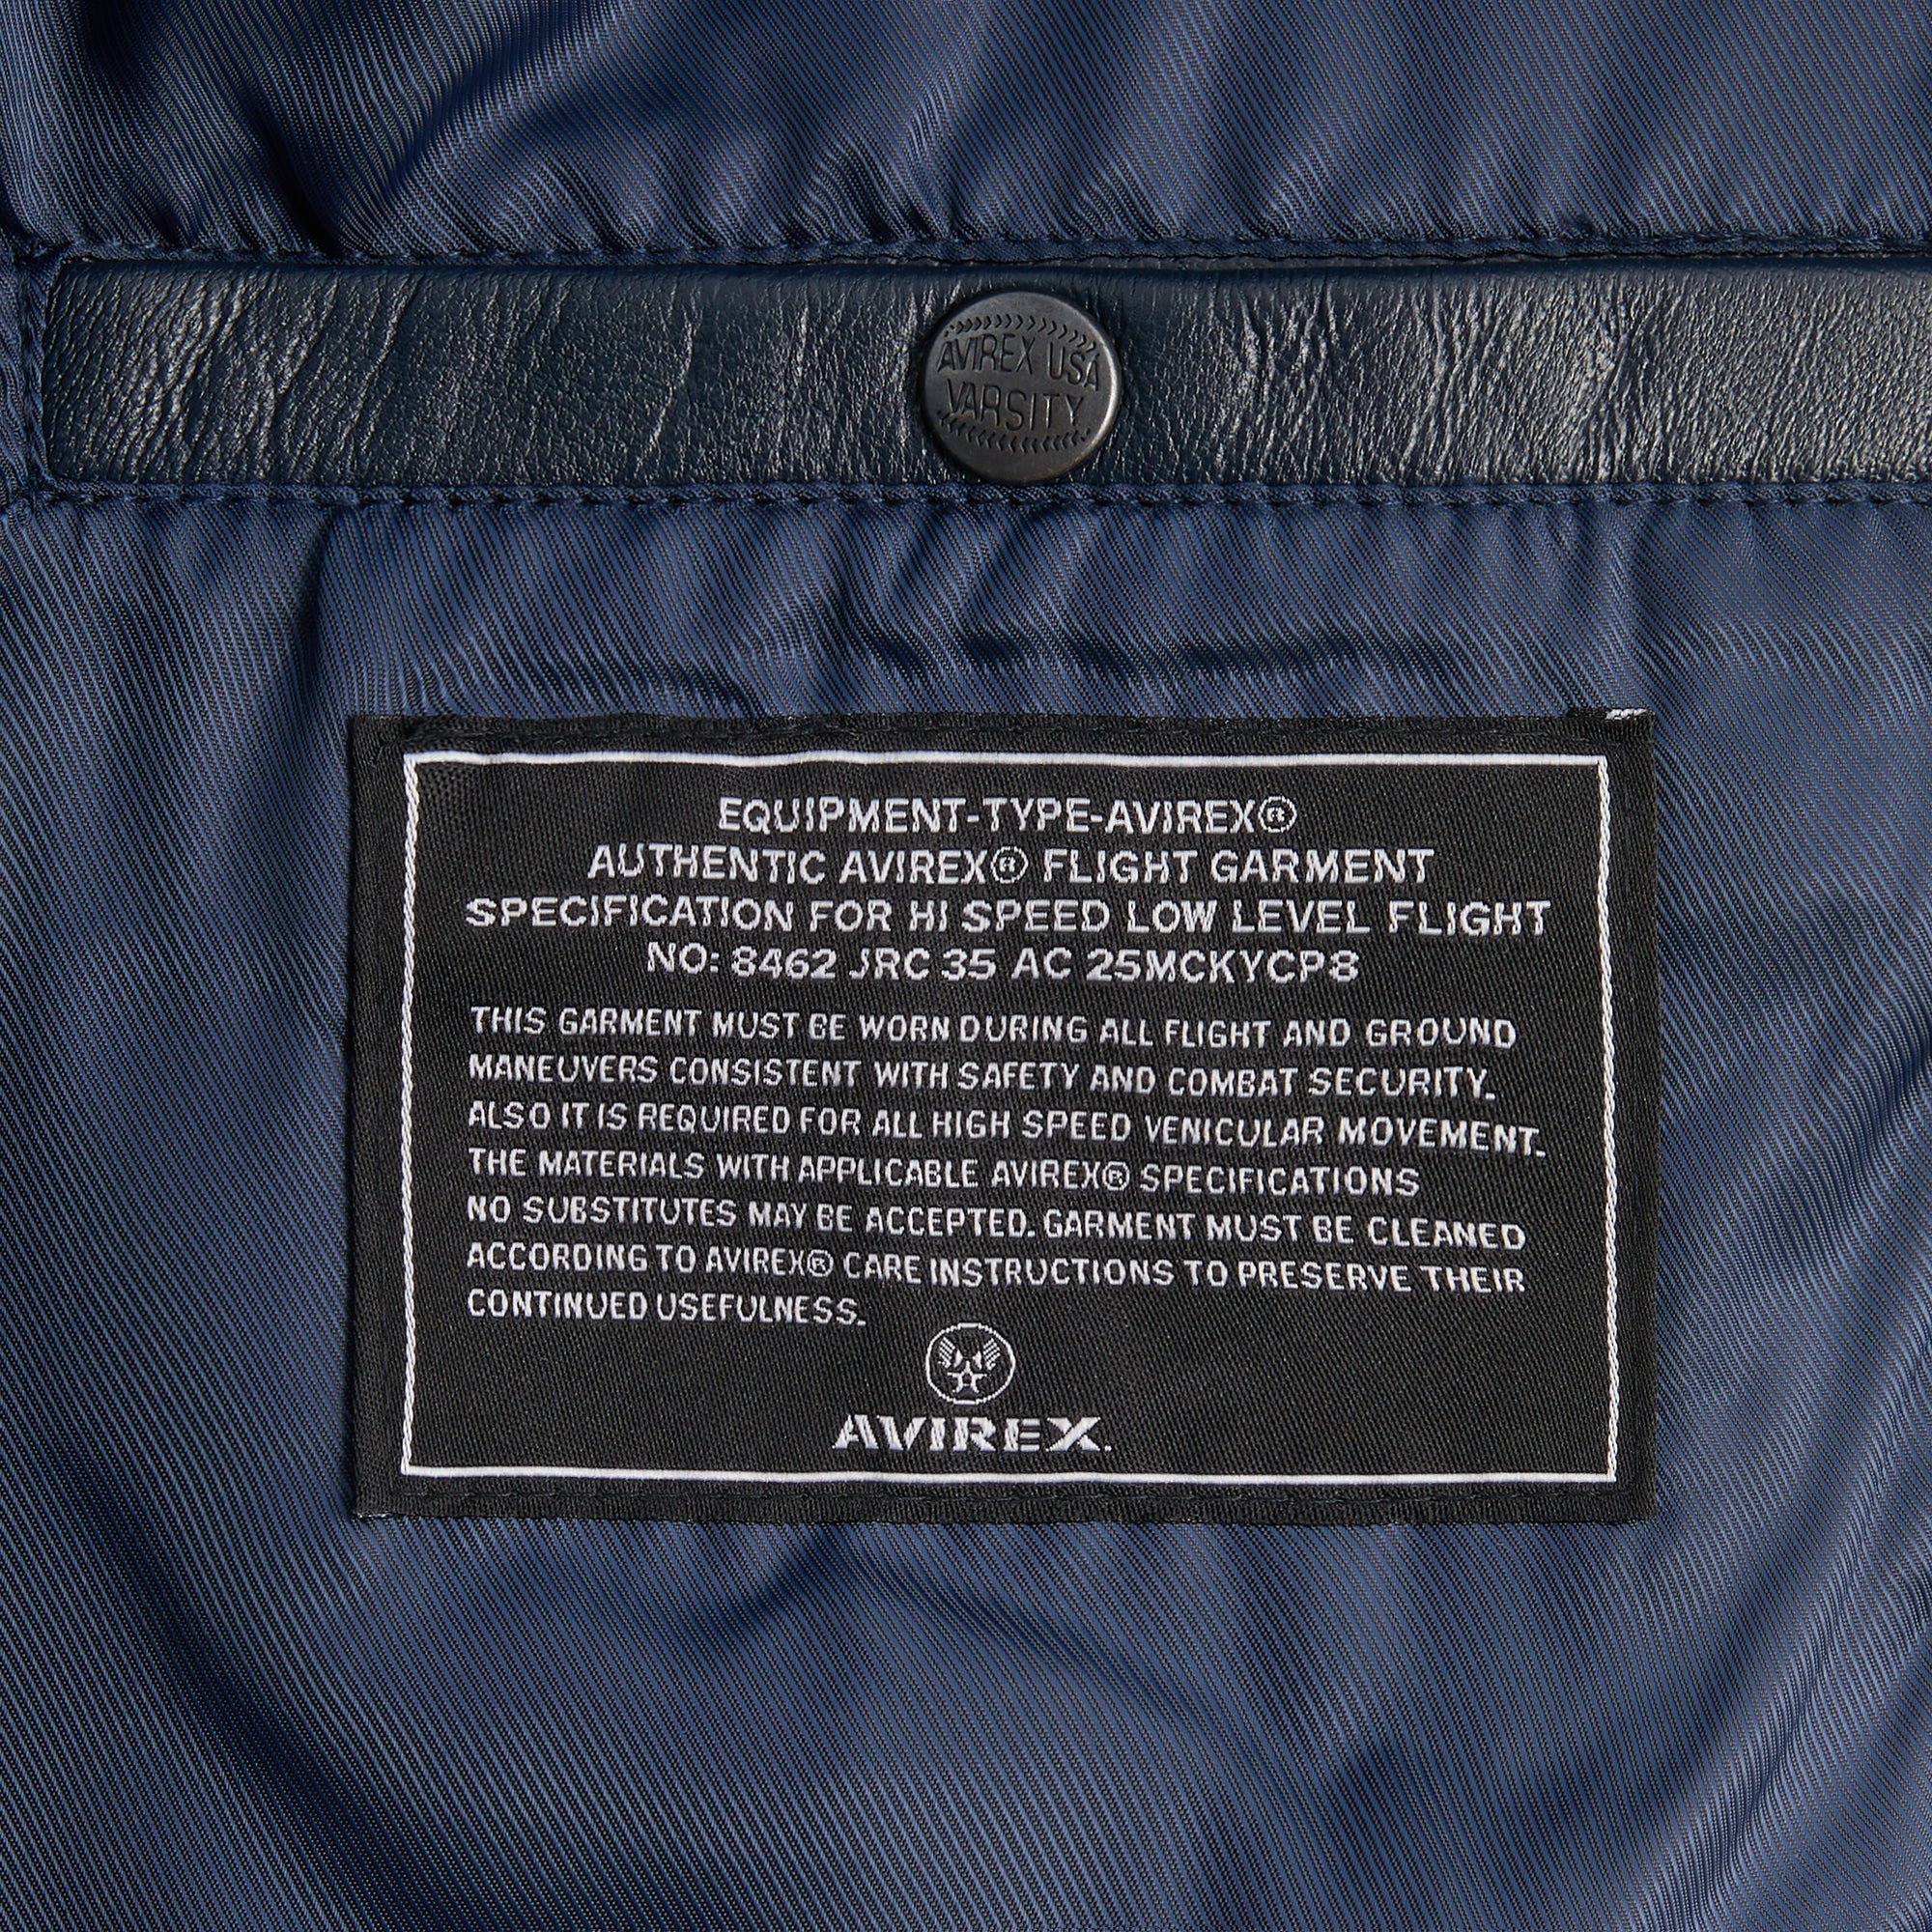 AVIREX USA
VARSITY
EQUIPMENT-TYPE-AVIREX®
AUTHENTIC AVIREX® FLIGHT GARMENT
SPECIFICATION FOR HI SPEED LOW LEVEL FLIGHT
NO: 8462 JRC 35 AC 25MCKYCP8
THIS GARMENT MUST BE WORN DURING ALL FLIGHT AND GROUND
MANEUVERS CONSISTENT WITH SAFETY AND COMBAT SECURITY.
ALSO IT IS REQUIRED FOR ALL HIGH SPEED VENICULAR MOVEMENT.
THE MATERIALS WITH APPLICABLE AVIREX® SPECIFICATIONS
NO SUBSTITUTES MAY BE ACCEPTED. GARMENT MUST BE CLEANED
ACCORDING TO AVIREX® CARE INSTRUCTIONS TO PRESERVE THEIR
CONTINUED USEFULNESS.
AVIREX.